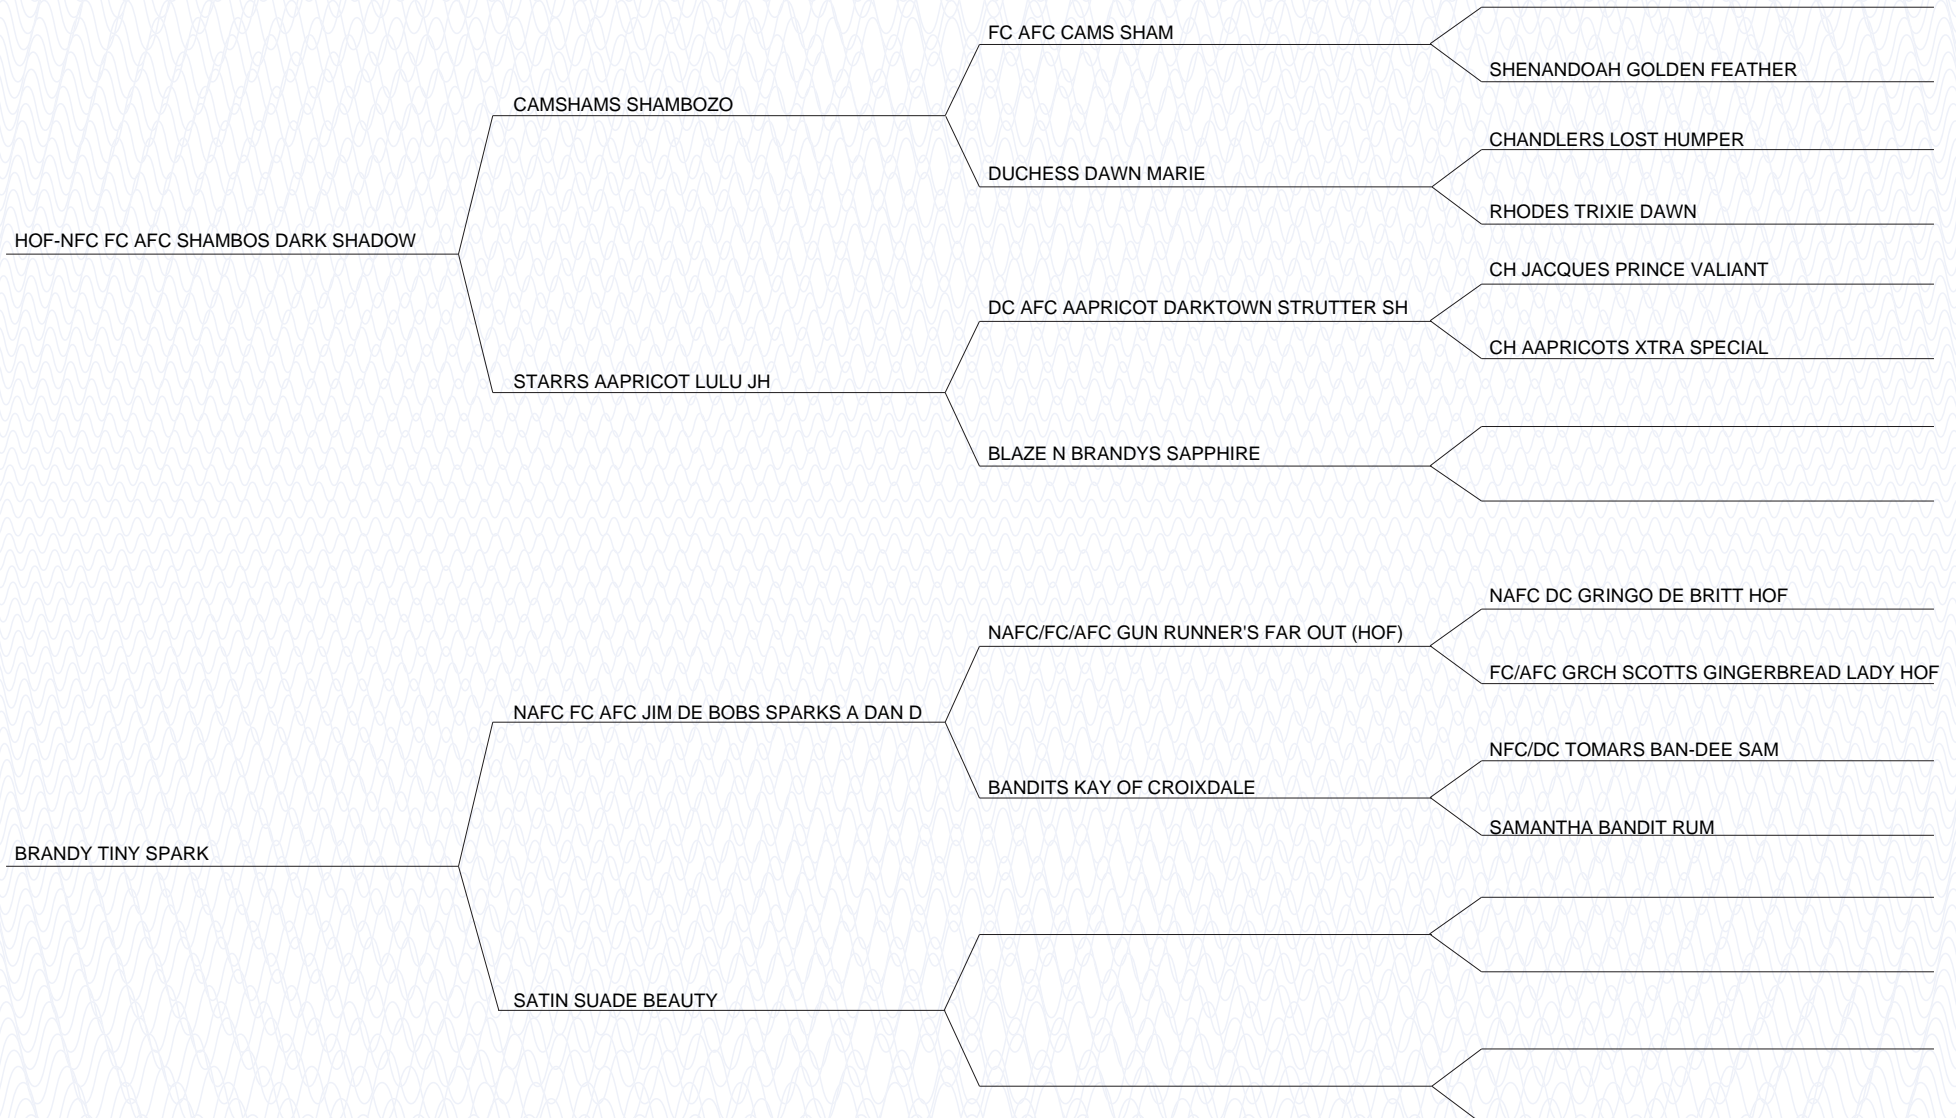 FC AFC CAMS SHAM
SHENANDOAH GOLDEN FEATHER
CAMSHAMS SHAMBOZO
CHANDLERS LOST HUMPER
DUCHESS DAWN MARIE
RHODES TRIXIE DAWN
HOF-NFC FC AFC SHAMBOS DARK SHADOW
CH JACQUES PRINCE VALIANT
DC AFC AAPRICOT DARKTOWN STRUTTER SH
CH AAPRICOTS XTRA SPECIAL
STARRS AAPRICOT LULU JH
BLAZE N BRANDYS SAPPHIRE
NAFC DC GRINGO DE BRITT HOF
NAFC/FC/AFC GUN RUNNER'S FAR OUT (HOF)
FC/AFC GRCH SCOTTS GINGERBREAD LADY HOF
NAFC FC AFC JIM DE BOBS SPARKS A DAN D
NFC/DC TOMARS BAN-DEE SAM
BANDITS KAY OF CROIXDALE
SAMANTHA BANDIT RUM
BRANDY TINY SPARK
SATIN SUADE BEAUTY